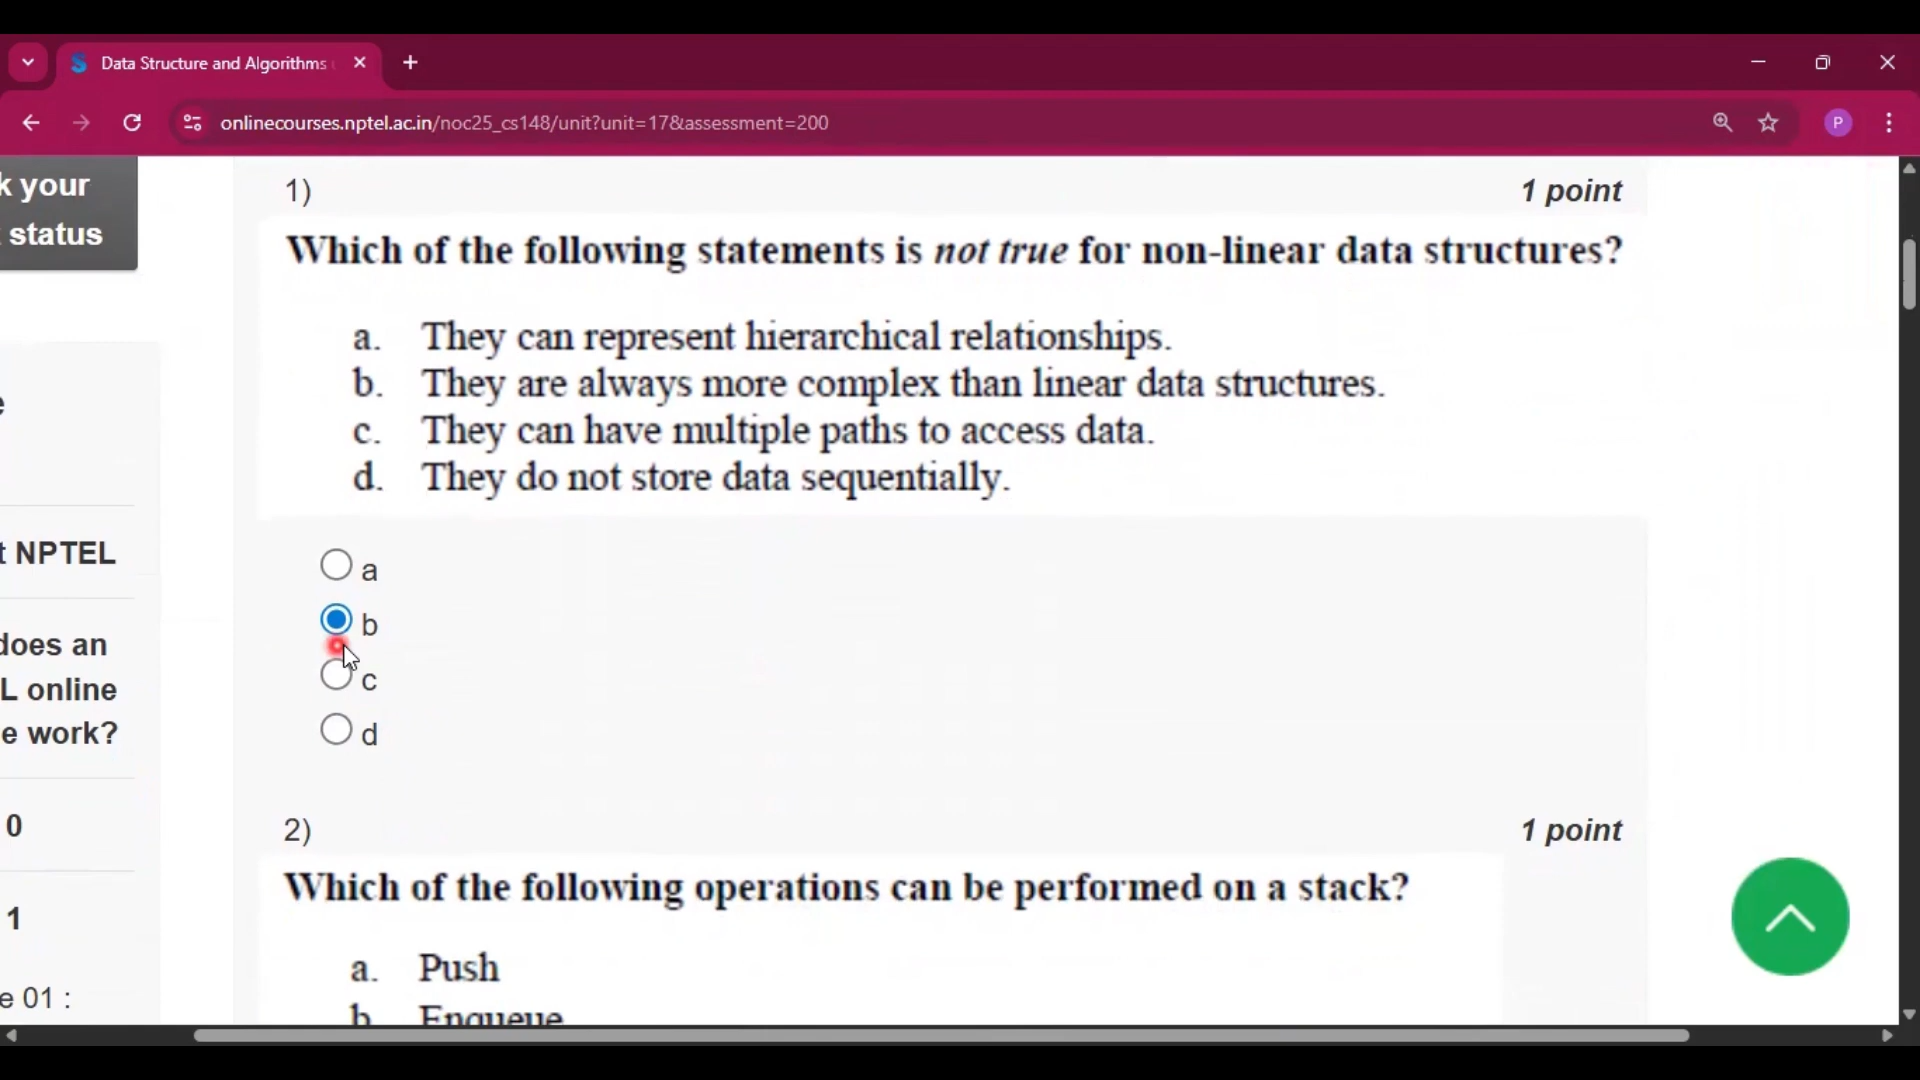 Data Structure and Algorithms
onlinecourses.nptel.ac.in/noc25_cs148/unit?unit=17&assessment=200
P
k your
status
t NPTEL
does an
L online
e work?
0
1
e 01 :
1)
1 point
Which of the following statements is not true for non-linear data structures?
a. They can represent hierarchical relationships.
b. They are always more complex than linear data structures.
c. They can have multiple paths to access data.
d. They do not store data sequentially.
a
b
c
d
2)
1 point
Which of the following operations can be performed on a stack?
a. Push
b. Enqueue